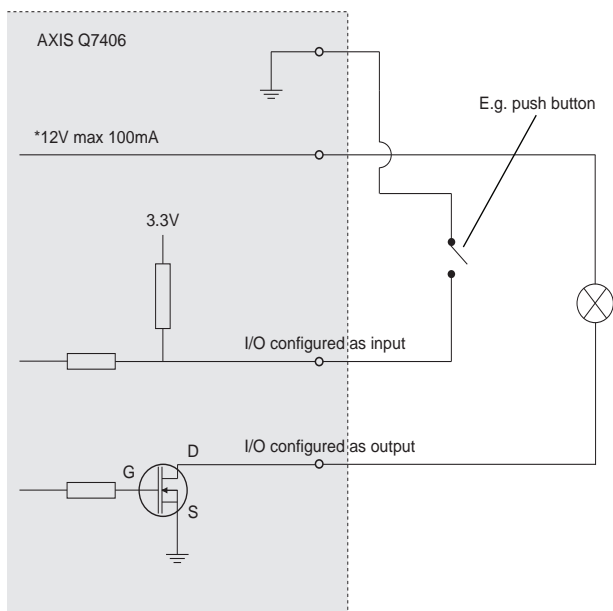 AXIS Q7406
E.g. push button
*12V max 100mA
3.3V
I/O configured as input
I/O configured as output
D
G
S